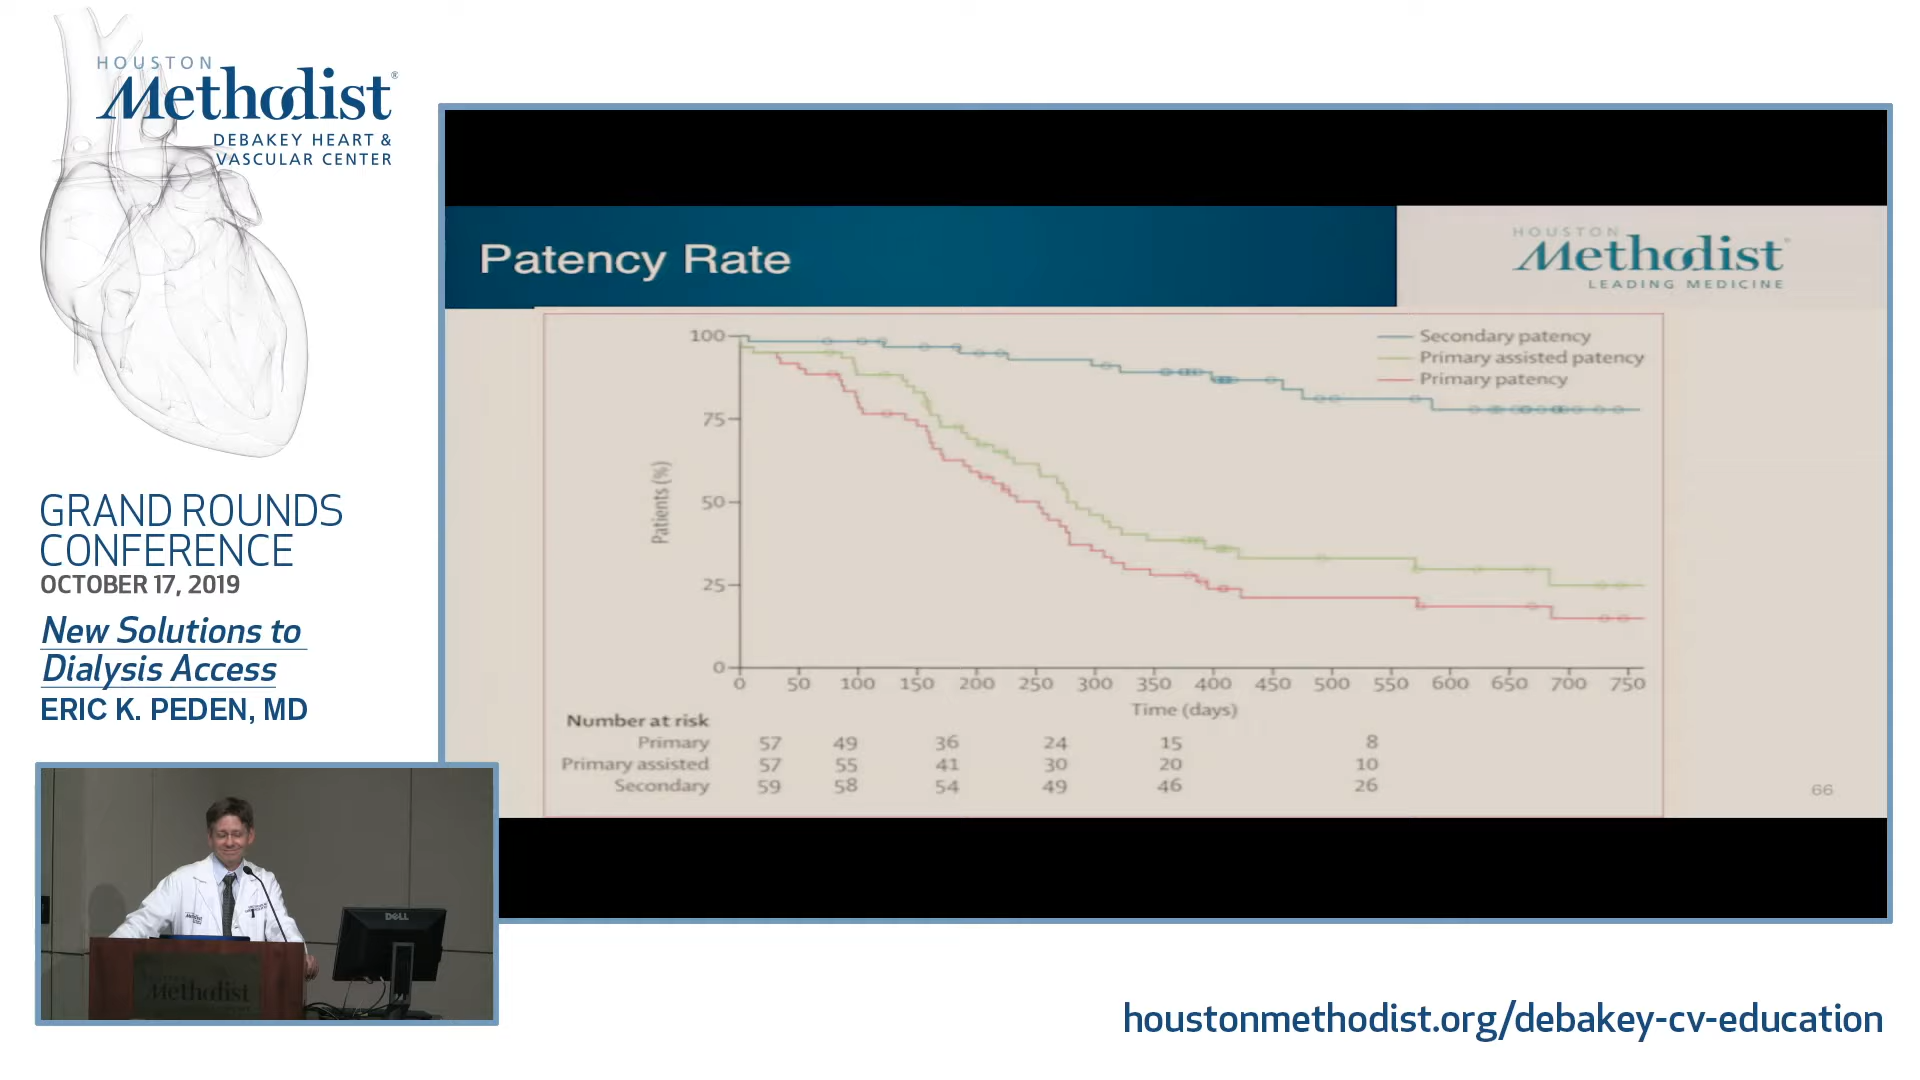 HOUSTON
Methodist®
DEBAKEY HEART &
VASCULAR CENTER
GRAND ROUNDS
CONFERENCE
OCTOBER 17, 2019
New Solutions to
Dialysis Access
ERIC K. PEDEN, MD
Patency Rate
HOUSTON
Methodist
LEADING MEDICINE
Secondary patency
Primary assisted patency
Primary patency
Patients (%)
100
75
50
25
0
0 50 100 150 200 250 300 350 400 450 500 550 600 650 700 750
Time (days)
Number at risk
Primary 57 49 36 24 15 8
Primary assisted 57 55 41 30 20 10
Secondary 59 58 54 49 46 26
66
DELL
Methodist
houstonmethodist.org/debakey-cv-education